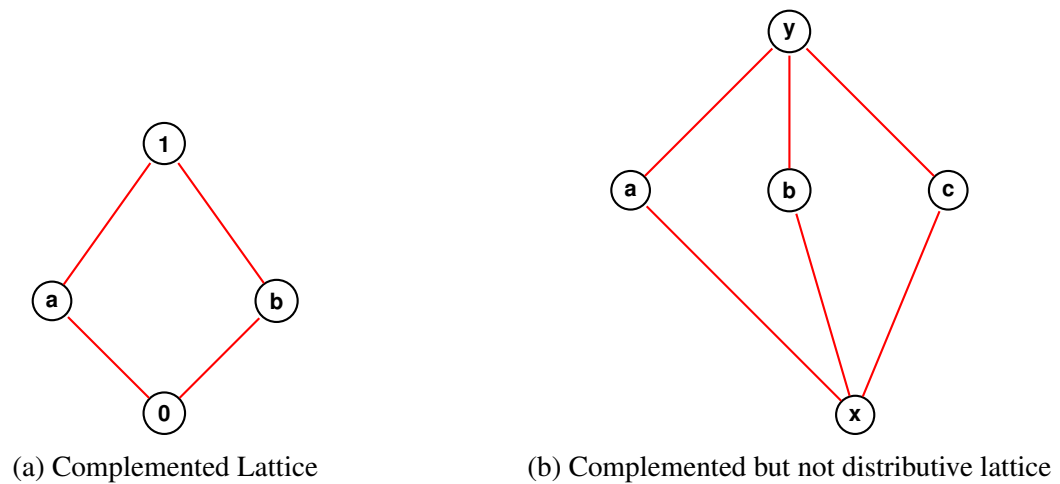 1
a
b
0
(a) Complemented Lattice
y
a
b
c
x
(b) Complemented but not distributive lattice